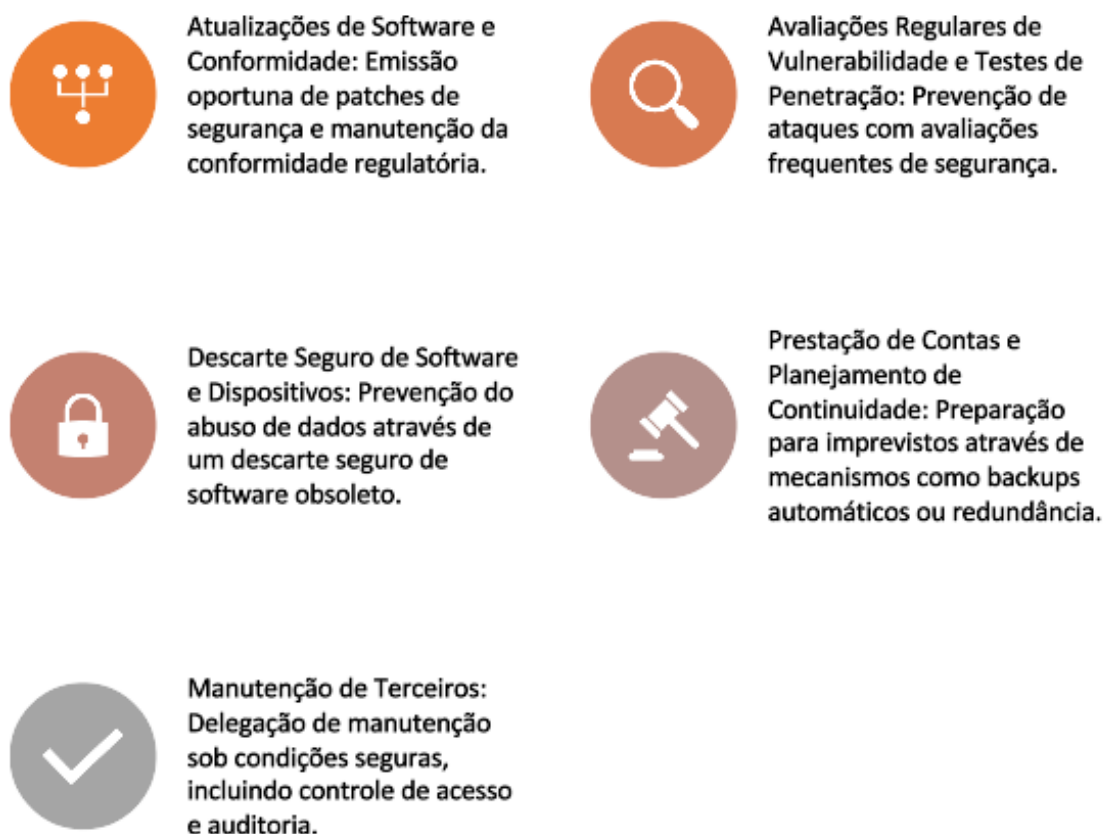 Atualizações de Software e
Conformidade: Emissão
oportuna de patches de
segurança e manutenção da
conformidade regulatória.
Avaliações Regulares de
Vulnerabilidade e Testes de
Penetração: Prevenção de
ataques com avaliações
frequentes de segurança.
Descarte Seguro de Software
e Dispositivos: Prevenção do
abuso de dados através de
um descarte seguro de
software obsoleto.
Prestação de Contas e
Planejamento de
Continuidade: Preparação
para imprevistos através de
mecanismos como backups
automáticos ou redundância.
Manutenção de Terceiros:
Delegação de manutenção
sob condições seguras,
incluindo controle de acesso
e auditoria.